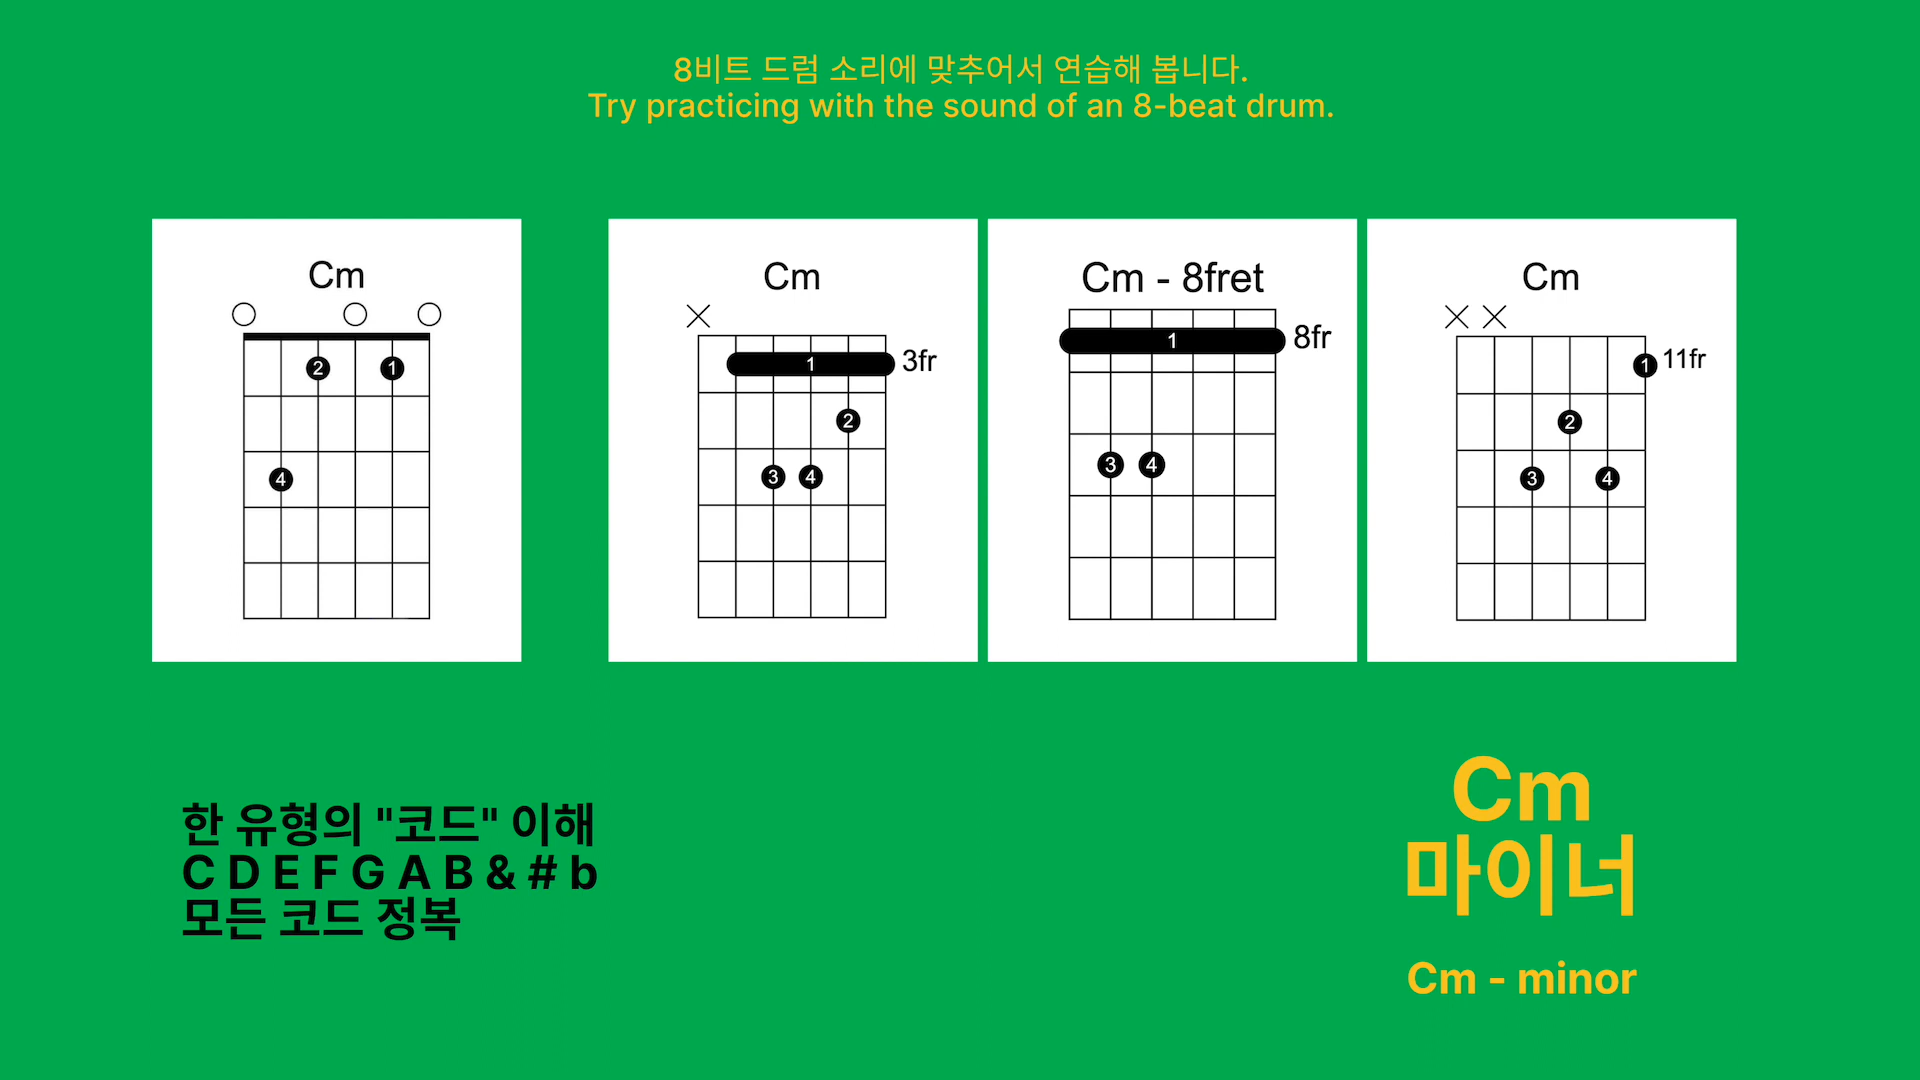 8비트 드럼 소리에 맞추어서 연습해 봅니다.
Try practicing with the sound of an 8-beat drum.
Cm
2 1
4
Cm
1 3fr
2
3 4
Cm - 8fret
1 8fr
3 4
Cm
1 11fr
2
3 4
한 유형의 "코드" 이해
C D E F G A B & # b
모든 코드 정복
Cm
마이너
Cm - minor